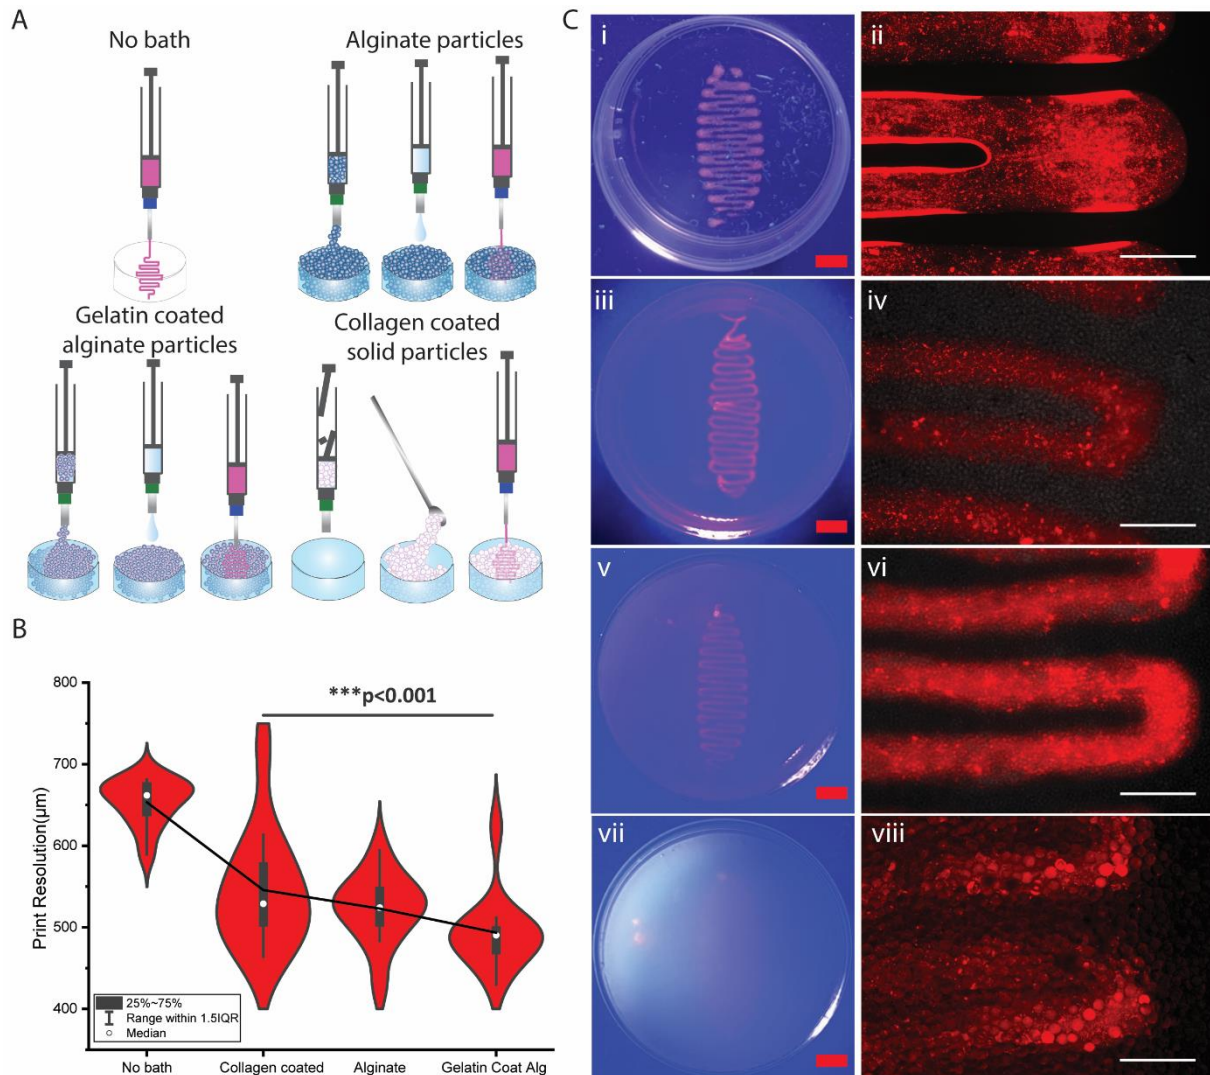 A
No bath
Alginate particles
Gelatin coated
alginate particles
Collagen coated
solid particles
B
800
700
600
500
400
Print Resolution(µm)
***p<0.001
25%~75%
Range within 1.5IQR
Median
No bath
Collagen coated
Alginate
Gelatin Coat Alg
C
i
ii
iii
iv
v
vi
vii
viii